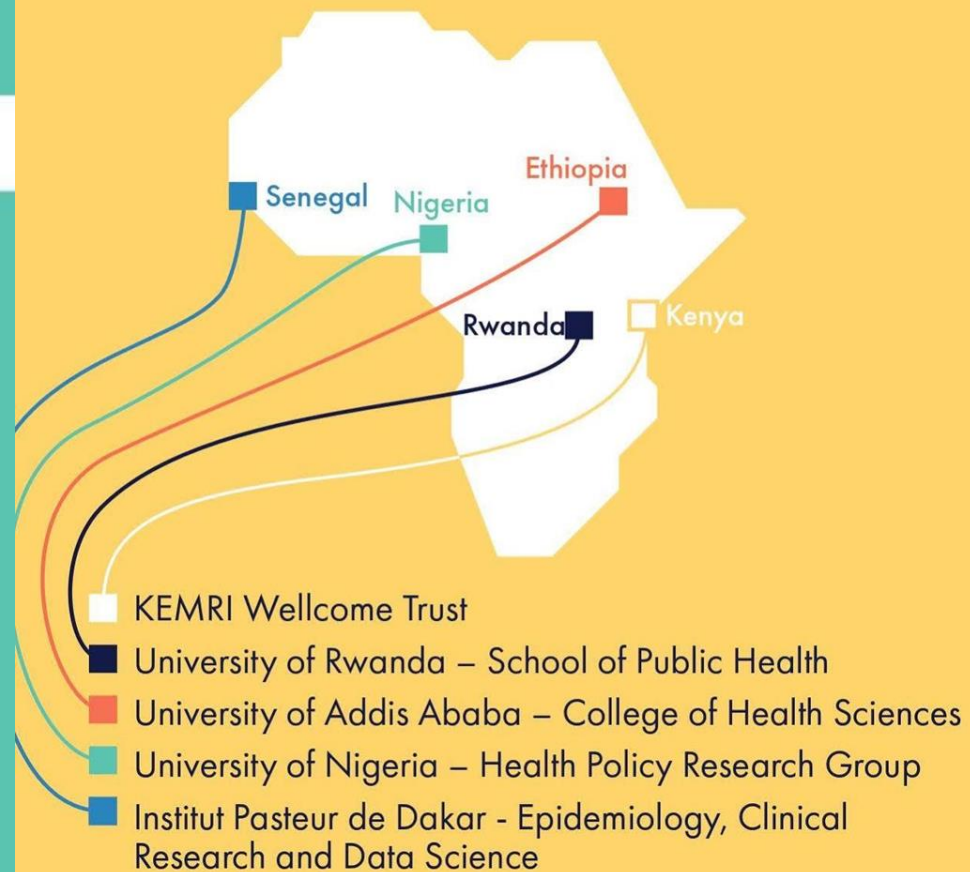 Ethiopia
Senegal
Nigeria
Rwanda
Kenya
KEMRI Wellcome Trust
University of Rwanda – School of Public Health
University of Addis Ababa – College of Health Sciences
University of Nigeria – Health Policy Research Group
Institut Pasteur de Dakar - Epidemiology, Clinical
Research and Data Science